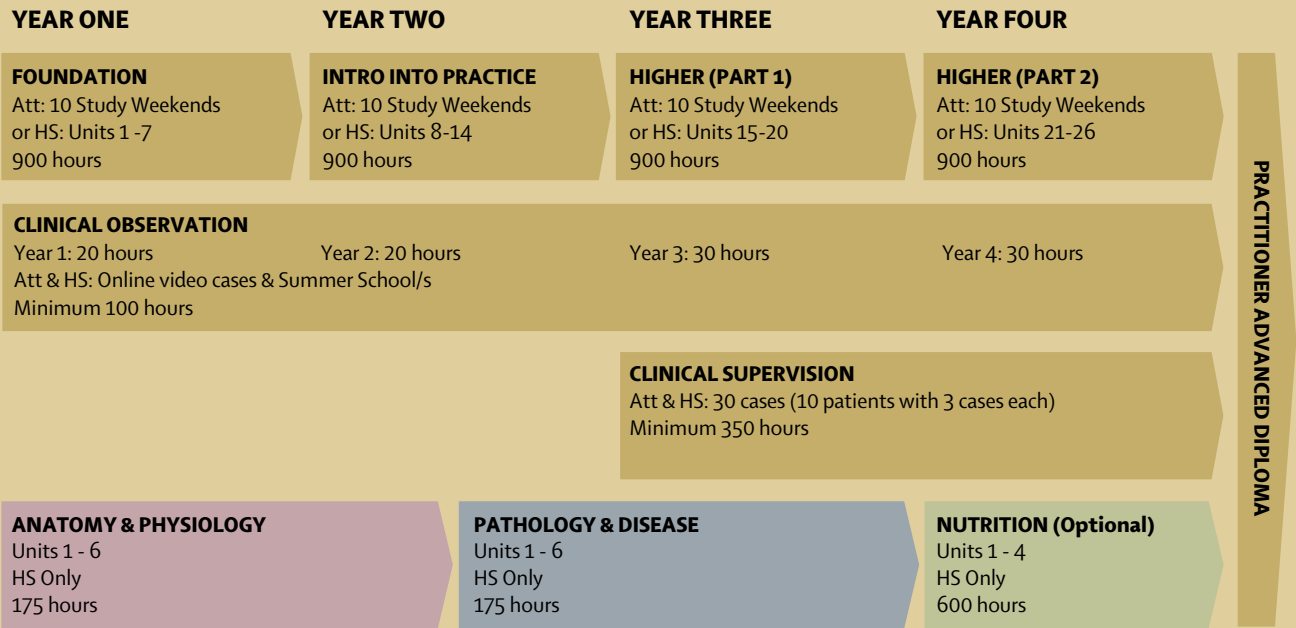 YEAR ONE
YEAR TWO
YEAR THREE
YEAR FOUR
FOUNDATION
Att: 10 Study Weekends
or HS: Units 1 -7
900 hours
INTRO INTO PRACTICE
Att: 10 Study Weekends
or HS: Units 8-14
900 hours
HIGHER (PART 1)
Att: 10 Study Weekends
or HS: Units 15-20
900 hours
HIGHER (PART 2)
Att: 10 Study Weekends
or HS: Units 21-26
900 hours
CLINICAL OBSERVATION
Year 1: 20 hours
Year 2: 20 hours
Year 3: 30 hours
Year 4: 30 hours
Att & HS: Online video cases & Summer School/s
Minimum 100 hours
CLINICAL SUPERVISION
Att & HS: 30 cases (10 patients with 3 cases each)
Minimum 350 hours
ANATOMY & PHYSIOLOGY
Units 1 - 6
HS Only
175 hours
PATHOLOGY & DISEASE
Units 1 - 6
HS Only
175 hours
NUTRITION (Optional)
Units 1 - 4
HS Only
600 hours
PRACTITIONER ADVANCED DIPLOMA